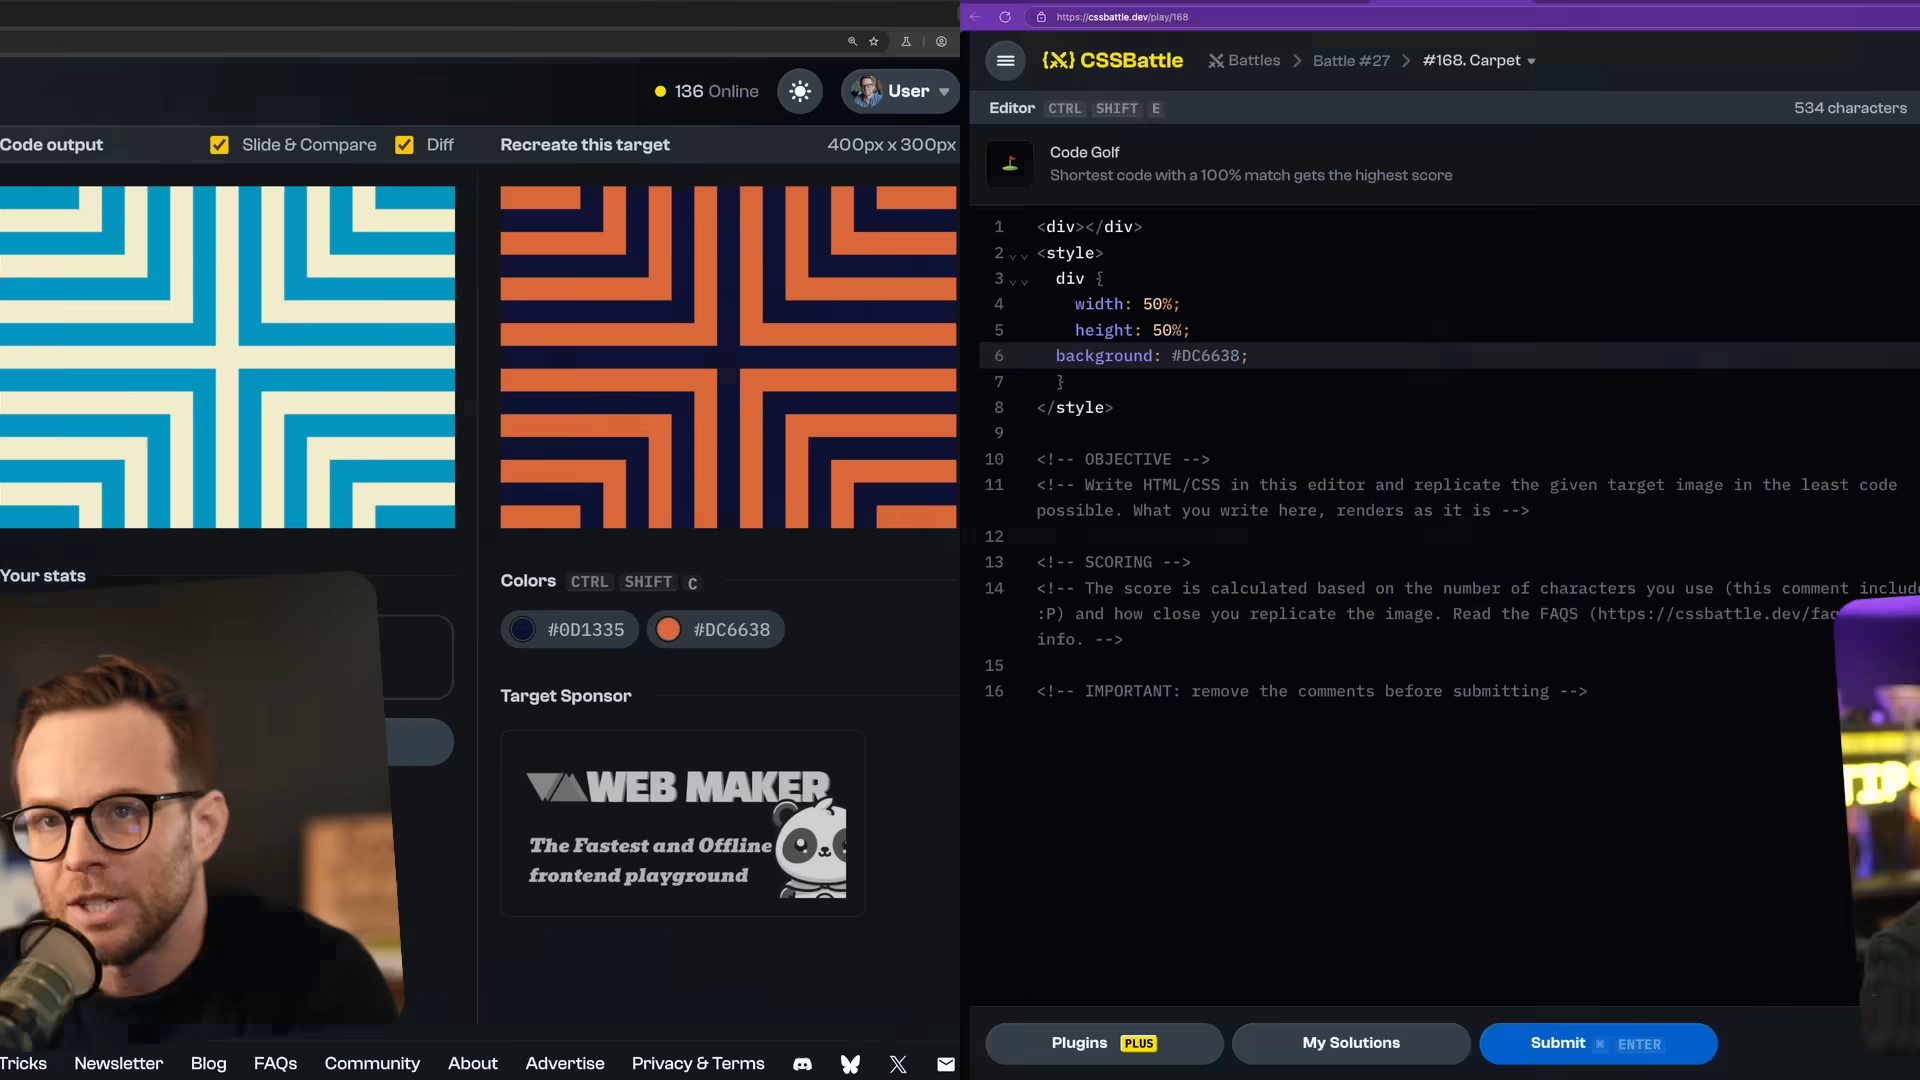 136 Online
User
Code output
Slide & Compare
Diff
Recreate this target
400px x 300px
Your stats
Colors CTRL SHIFT C
#0D1335
#DC6638
Target Sponsor
WEB MAKER
The Fastest and Offline
frontend playground
Tricks
Newsletter
Blog
FAQs
Community
About
Advertise
Privacy & Terms
https://cssbattle.dev/play/168
CSSBattle
Battles
Battle #27
#168. Carpet
Editor CTRL SHIFT E
534 characters
Code Golf
Shortest code with a 100% match gets the highest score
1 <div></div>
2 <style>
3 div {
4 width: 50%;
5 height: 50%;
6 background: #DC6638;
7 }
8 </style>
9
10 <!-- OBJECTIVE -->
11 <!-- Write HTML/CSS in this editor and replicate the given target image in the least code
possible. What you write here, renders as it is -->
12
13 <!-- SCORING -->
14 <!-- The score is calculated based on the number of characters you use (this comment include
:P) and how close you replicate the image. Read the FAQS (https://cssbattle.dev/faq
info. -->
15
16 <!-- IMPORTANT: remove the comments before submitting -->
Plugins PLUS
My Solutions
Submit ⌘ ENTER